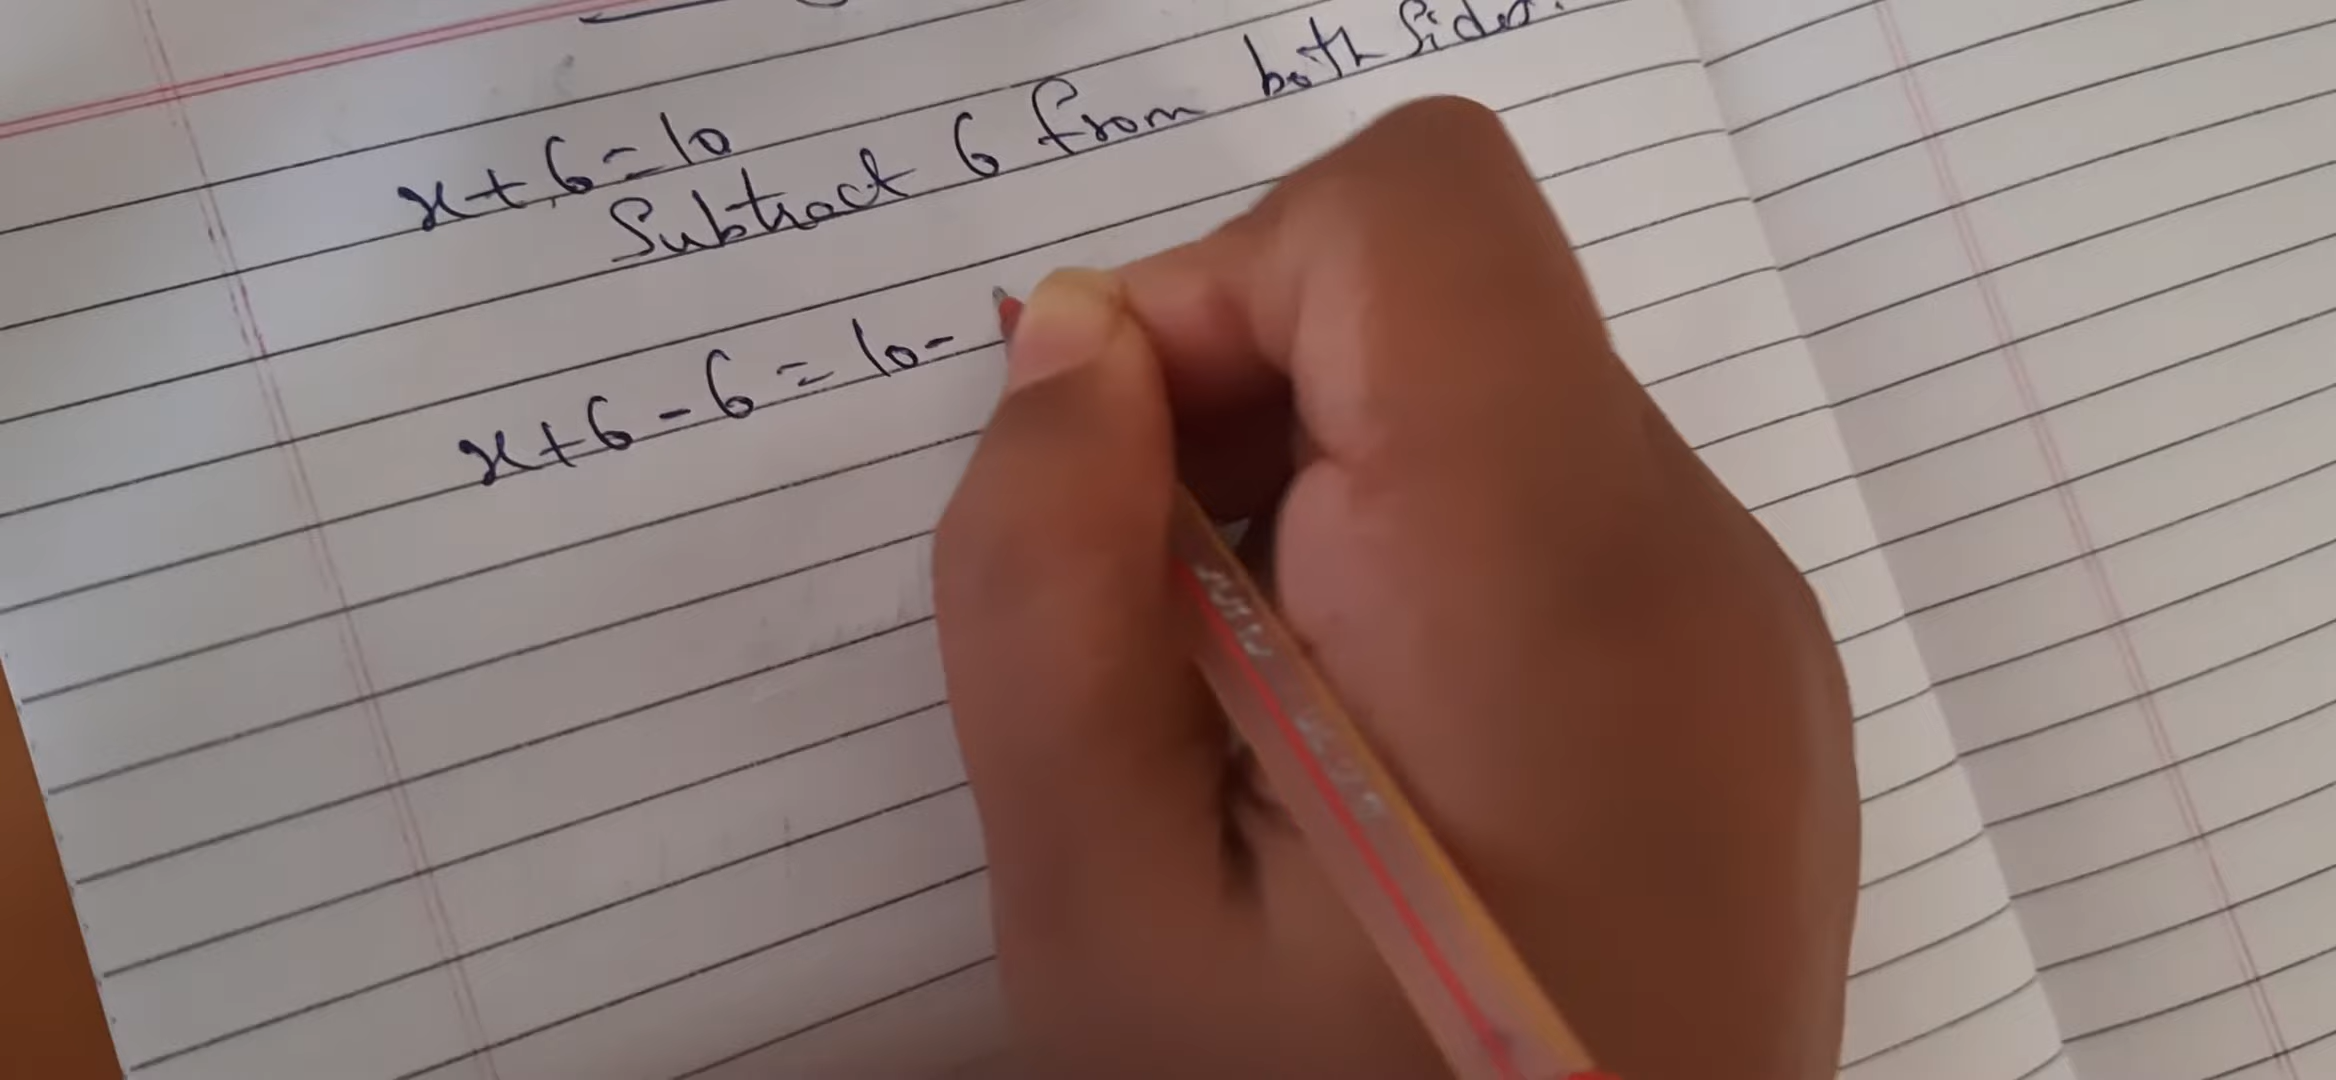 x+6=10
Subtract 6 from both sides.
x+6-6=10-